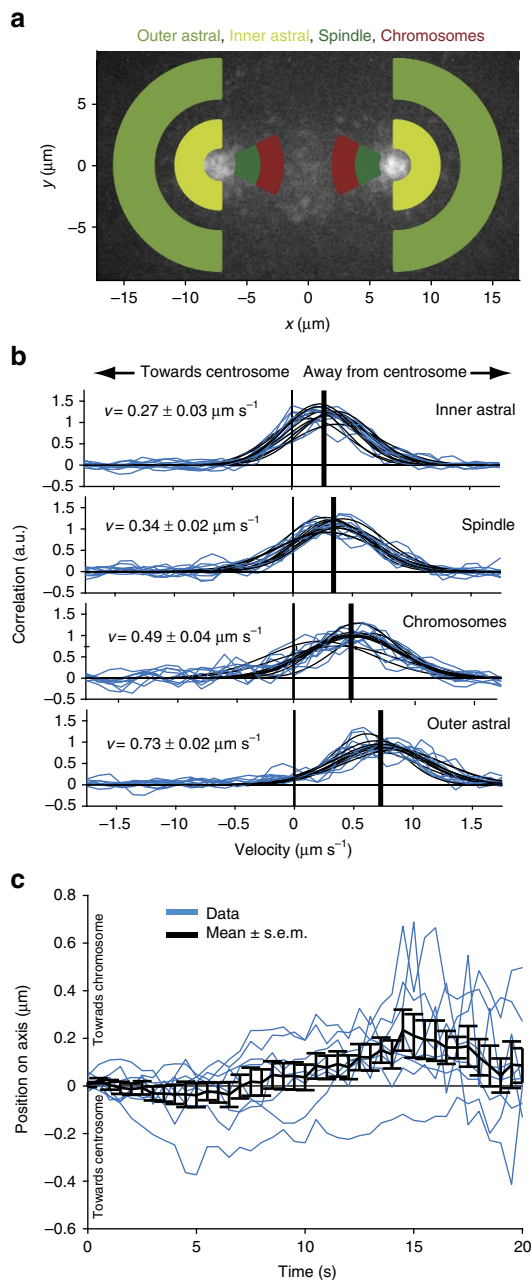 a
Outer astral, Inner astral, Spindle, Chromosomes
y (μm)
5
0
−5
−15 −10 −5 0 5 10 15
x (μm)
b
Towards centrosome Away from centrosome
Correlation (a.u.)
1.5
1
0.5
0
−0.5
v = 0.27 ± 0.03 μm s⁻¹
Inner astral
1.5
1
0.5
0
−0.5
v = 0.34 ± 0.02 μm s⁻¹
Spindle
1.5
1
0.5
0
−0.5
v = 0.49 ± 0.04 μm s⁻¹
Chromosomes
1.5
1
0.5
0
−0.5
v = 0.73 ± 0.02 μm s⁻¹
Outer astral
−1.5 −10 −0.5 0 0.5 10 1.5
Velocity (μm s⁻¹)
c
Position on axis (μm)
0.8
0.6
0.4
0.2
0
−0.2
−0.4
−0.6
Towrads chromosome
Towards centrosome
Data
Mean ± s.e.m.
0 5 10 15 20
Time (s)